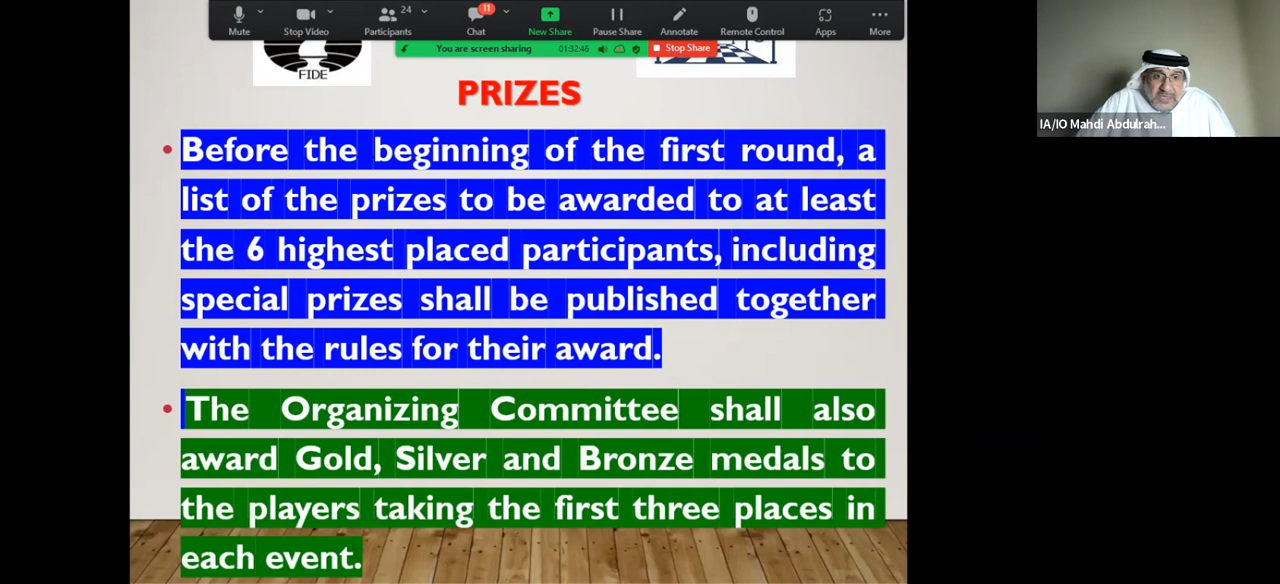 Mute
Stop Video
Participants
24
Chat
11
New Share
Pause Share
Annotate
Remote Control
Apps
More
You are screen sharing
01:32:46
Stop Share
FIDE
IA/IO Mahdi Abdulrah...
PRIZES
• Before the beginning of the first round, a
list of the prizes to be awarded to at least
the 6 highest placed participants, including
special prizes shall be published together
with the rules for their award.
• The Organizing Committee shall also
award Gold, Silver and Bronze medals to
the players taking the first three places in
each event.